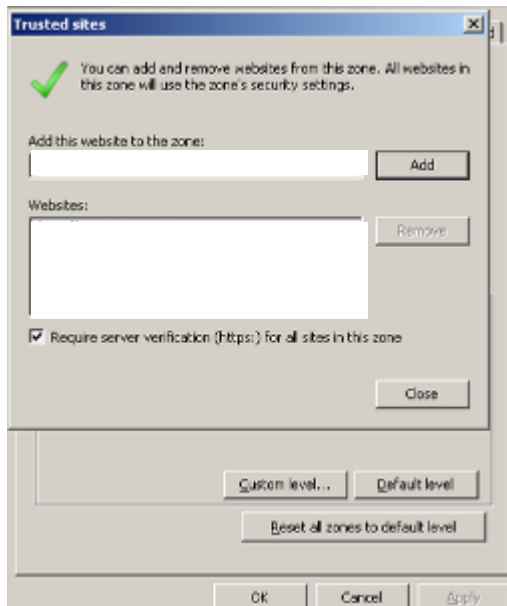 Trusted sites
You can add and remove websites from this zone. All websites in
this zone will use the zone's security settings.
Add this website to the zone:
Add
Websites:
Remove
Require server verification (https:) for all sites in this zone
Close
Custom level...
Default level
Reset all zones to default level
OK
Cancel
Apply